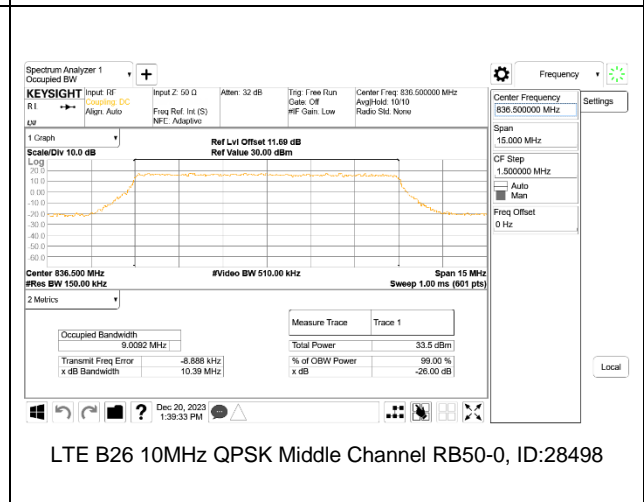 Spectrum Analyzer 1
Occupied BW
Frequency
KEYSIGHT Input: RF Input Z: 50 Ω Atten: 32 dB Trig: Free Run Center Freq: 836.500000 MHz
Coupling: DC Gate: Off Avg|Hold: 10/10
Align: Auto Freq Ref: Int (S) #IF Gain: Low Radio Std: None
NFE: Adaptive
Center Frequency
836.500000 MHz
Settings
Span
15.000 MHz
CF Step
1.500000 MHz
Auto
Man
Freq Offset
0 Hz
Local
1 Graph
Ref Lvl Offset 11.69 dB
Scale/Div 10.0 dB Ref Value 30.00 dBm
Log
20.0
10.0
0.00
-10.0
-20.0
-30.0
-40.0
-50.0
-60.0
Center 836.500 MHz #Video BW 510.00 kHz Span 15 MHz
#Res BW 150.00 kHz Sweep 1.00 ms (601 pts)
2 Metrics
Measure Trace Trace 1
Occupied Bandwidth
9.0092 MHz Total Power 33.5 dBm
Transmit Freq Error -8.888 kHz % of OBW Power 99.00 %
x dB Bandwidth 10.39 MHz x dB -26.00 dB
Dec 20, 2023
1:39:33 PM
LTE B26 10MHz QPSK Middle Channel RB50-0, ID:28498